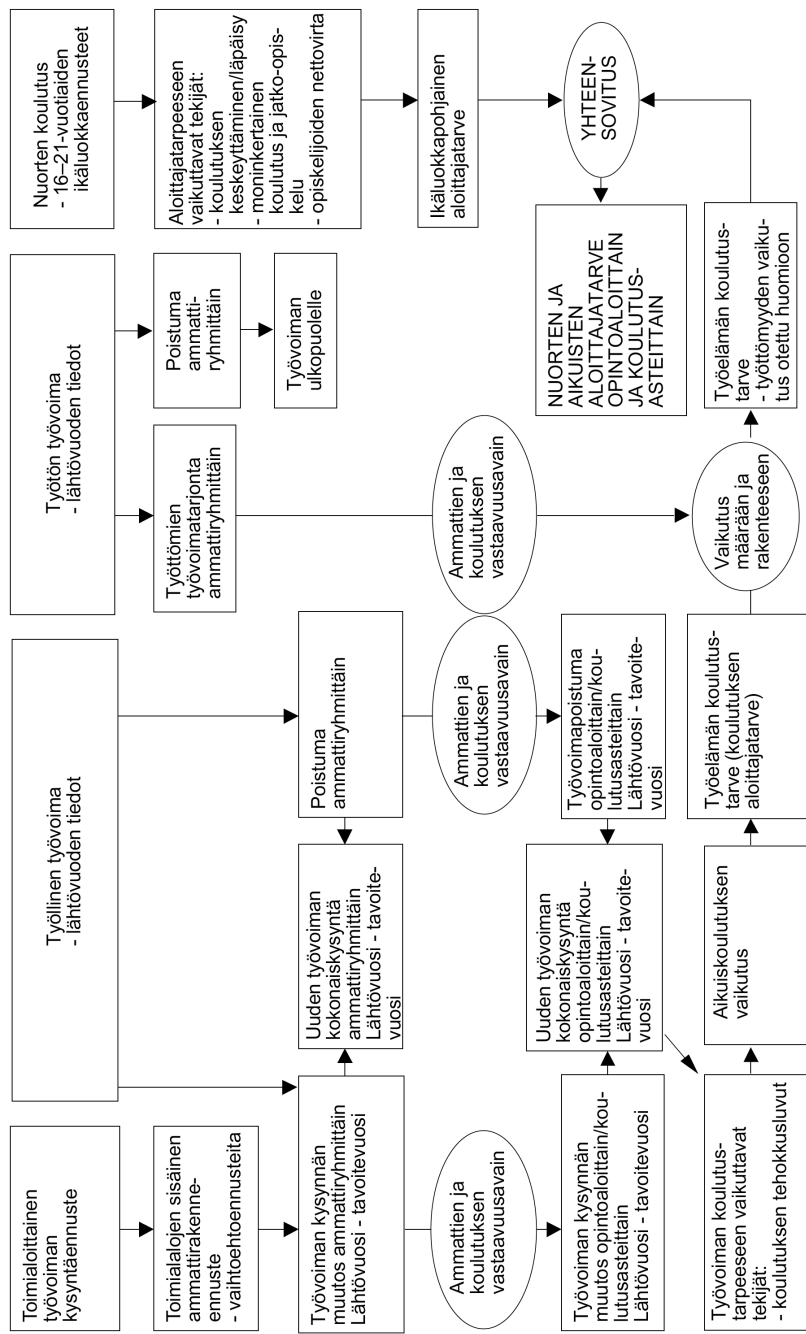 Toimialoittainen
työvoiman
kysyntäennuste
Työllinen työvoima
- lähtövuoden tiedot
Työtön työvoima
- lähtövuoden tiedot
Nuorten koulutus
- 16–21-vuotiaiden
ikäluokkaennusteet
Toimialalojen sisäinen
ammattirakenne-
ennuste
- vaihtoehtoennusteita
Työttömien
työvoimatarjonta
ammattiryhmittäin
Poistuma
ammatti-
ryhmittäin
Aloittajatarpeeseen
vaikuttavat tekijät:
- koulutuksen
keskeyttäminen/läpäisy
- moninkertainen
koulutus ja jatko-opis-
kelu
- opiskelijoiden nettovirta
Työvoiman
ulkopuolelle
Työvoiman kysynnän
muutos ammattiryhmittäin
Lähtövuosi - tavoitevuosi
Uuden työvoiman
kokonaiskysyntä
ammattiryhmittäin
Lähtövuosi - tavoite-
vuosi
Poistuma
ammattiryhmittäin
Ikäluokkapohjainen
aloittajatarve
Ammattien ja
koulutuksen
vastaavuusavain
Ammattien ja
koulutuksen
vastaavuusavain
Ammattien ja
koulutuksen
vastaavuusavain
YHTEEN-
SOVITUS
NUORTEN JA
AIKUISTEN
ALOITTAJATARVE
OPINTOALOITTAIN
JA KOULUTUS-
ASTEITTAIN
Työvoiman kysynnän
muutos opintoaloittain/kou-
lutusasteittain
Lähtövuosi - tavoitevuosi
Uuden työvoiman
kokonaiskysyntä
opintoaloittain/kou-
lutusasteittain
Lähtövuosi - tavoite-
vuosi
Työvoimapoistuma
opintoaloittain/kou-
lutusasteittain
Lähtövuosi - tavoite-
vuosi
Työvoiman koulutus-
tarpeeseen vaikuttavat
tekijät:
- koulutuksen tehokkusluvut
Aikuiskoulutuksen
vaikutus
Työelämän koulutus-
tarve (koulutuksen
aloittajatarve)
Vaikutus
määrään ja
rakenteeseen
Työelämän koulutus-
tarve
- työttömyyden vaiku-
tus otettu huomioon